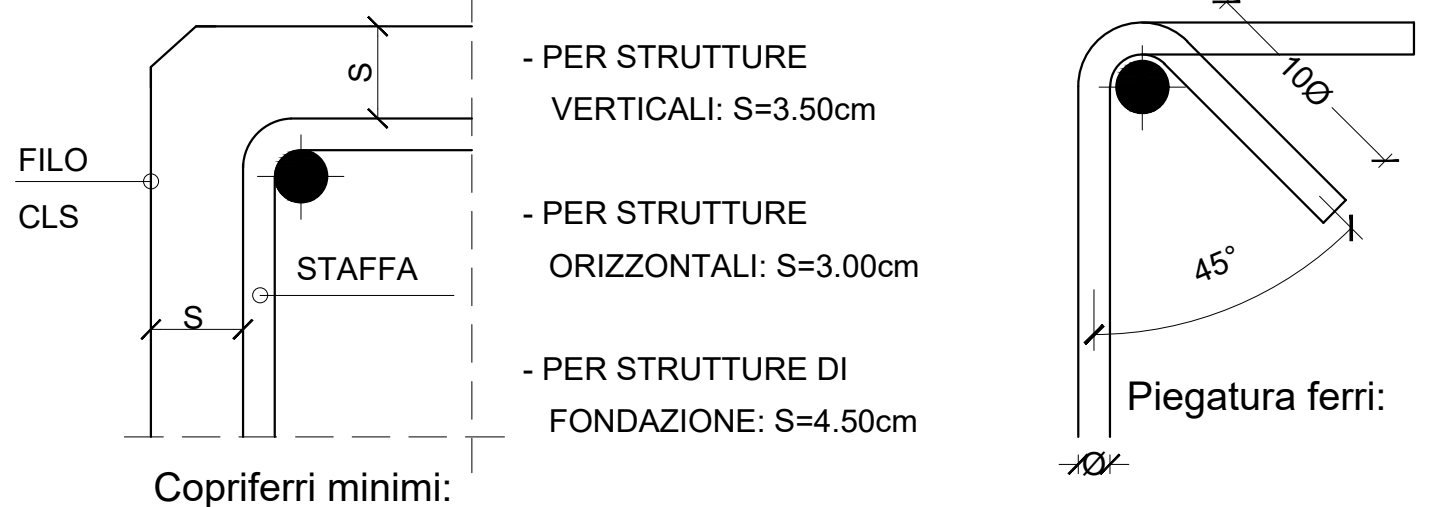 S
FILO
CLS
STAFFA
S
Copriferri minimi:
- PER STRUTTURE
VERTICALI: S=3.50cm
- PER STRUTTURE
ORIZZONTALI: S=3.00cm
- PER STRUTTURE DI
FONDAZIONE: S=4.50cm
10Ø
45°
Piegatura ferri:
Ø